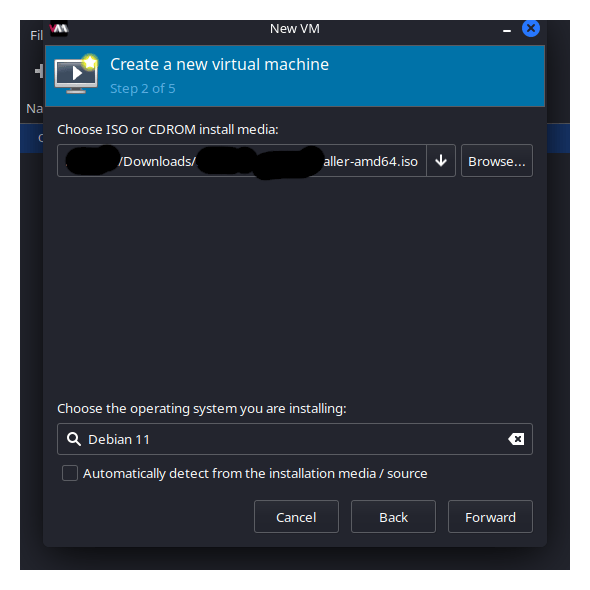 Fil
New VM
Create a new virtual machine
Step 2 of 5
Na
Choose ISO or CDROM install media:
/Downloads/ aller-amd64.iso Browse...
Choose the operating system you are installing:
Debian 11
Automatically detect from the installation media / source
Cancel Back Forward